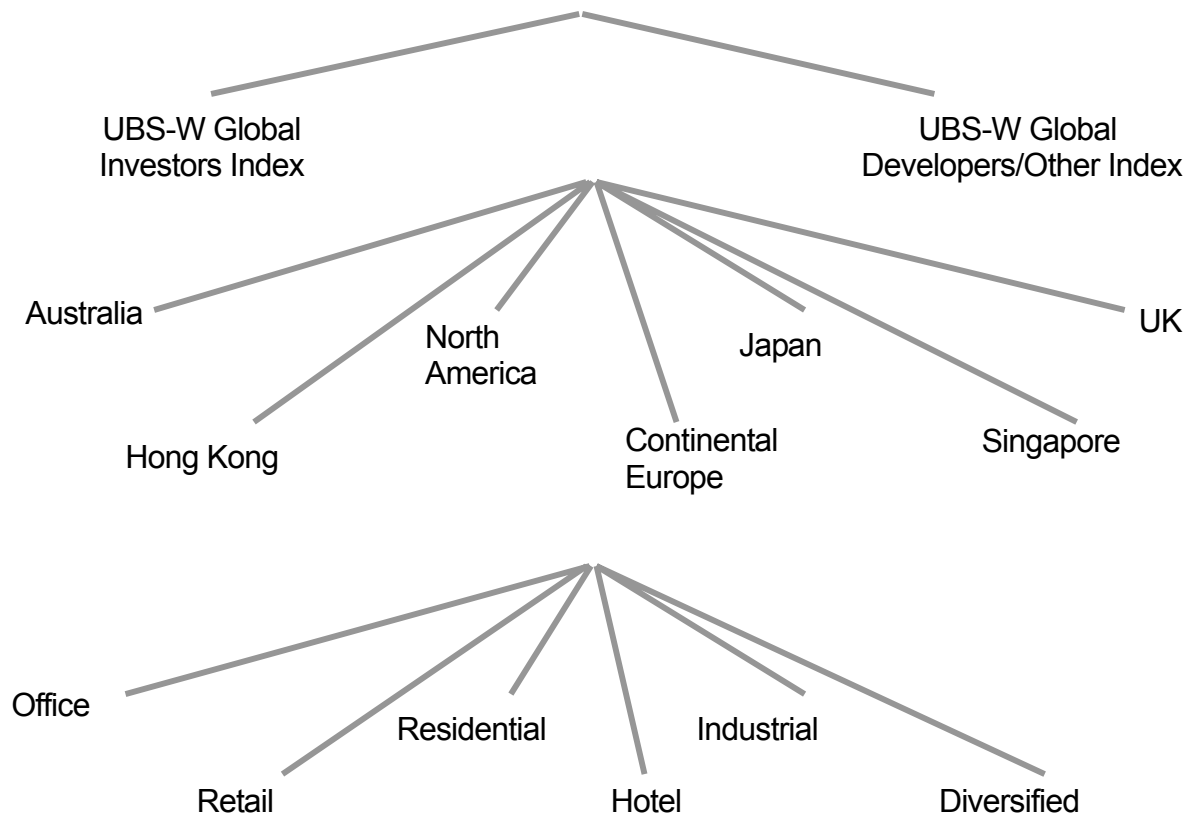 UBS-W Global
Investors Index
UBS-W Global
Developers/Other Index
Australia
North
America
Japan
UK
Hong Kong
Continental
Europe
Singapore
Office
Residential
Industrial
Retail
Hotel
Diversified